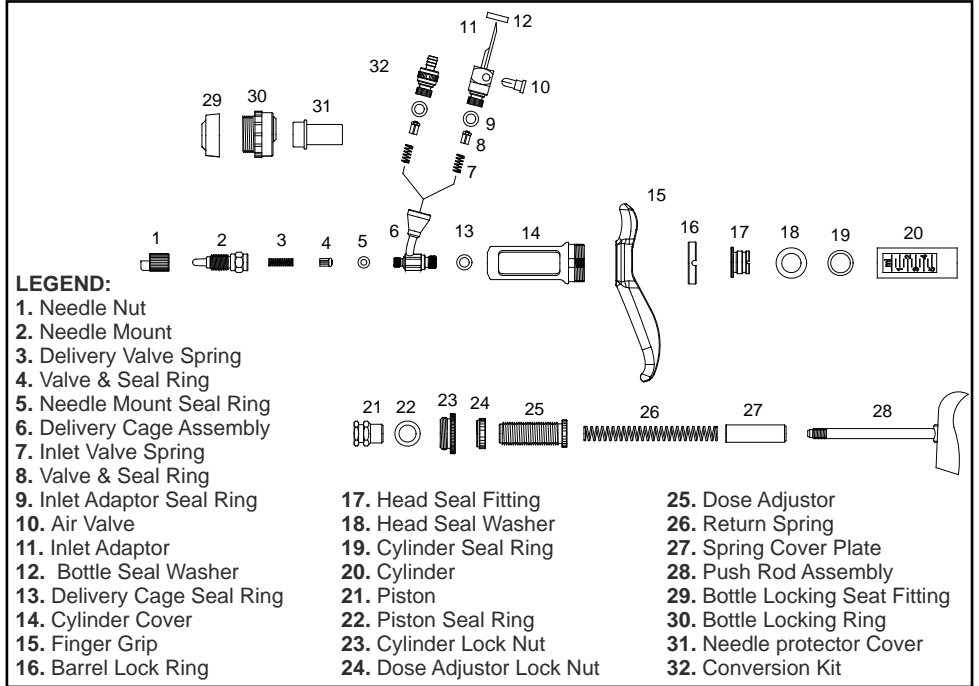 11
12
32
10
29
30
31
9
8
7
15
1
2
3
4
5
6
13
14
16
17
18
19
20
LEGEND:
1. Needle Nut
2. Needle Mount
3. Delivery Valve Spring
4. Valve & Seal Ring
5. Needle Mount Seal Ring
6. Delivery Cage Assembly
7. Inlet Valve Spring
8. Valve & Seal Ring
9. Inlet Adaptor Seal Ring
10. Air Valve
11. Inlet Adaptor
12. Bottle Seal Washer
13. Delivery Cage Seal Ring
14. Cylinder Cover
15. Finger Grip
16. Barrel Lock Ring
21
22
23
24
25
26
27
28
17. Head Seal Fitting
18. Head Seal Washer
19. Cylinder Seal Ring
20. Cylinder
21. Piston
22. Piston Seal Ring
23. Cylinder Lock Nut
24. Dose Adjustor Lock Nut
25. Dose Adjustor
26. Return Spring
27. Spring Cover Plate
28. Push Rod Assembly
29. Bottle Locking Seat Fitting
30. Bottle Locking Ring
31. Needle protector Cover
32. Conversion Kit